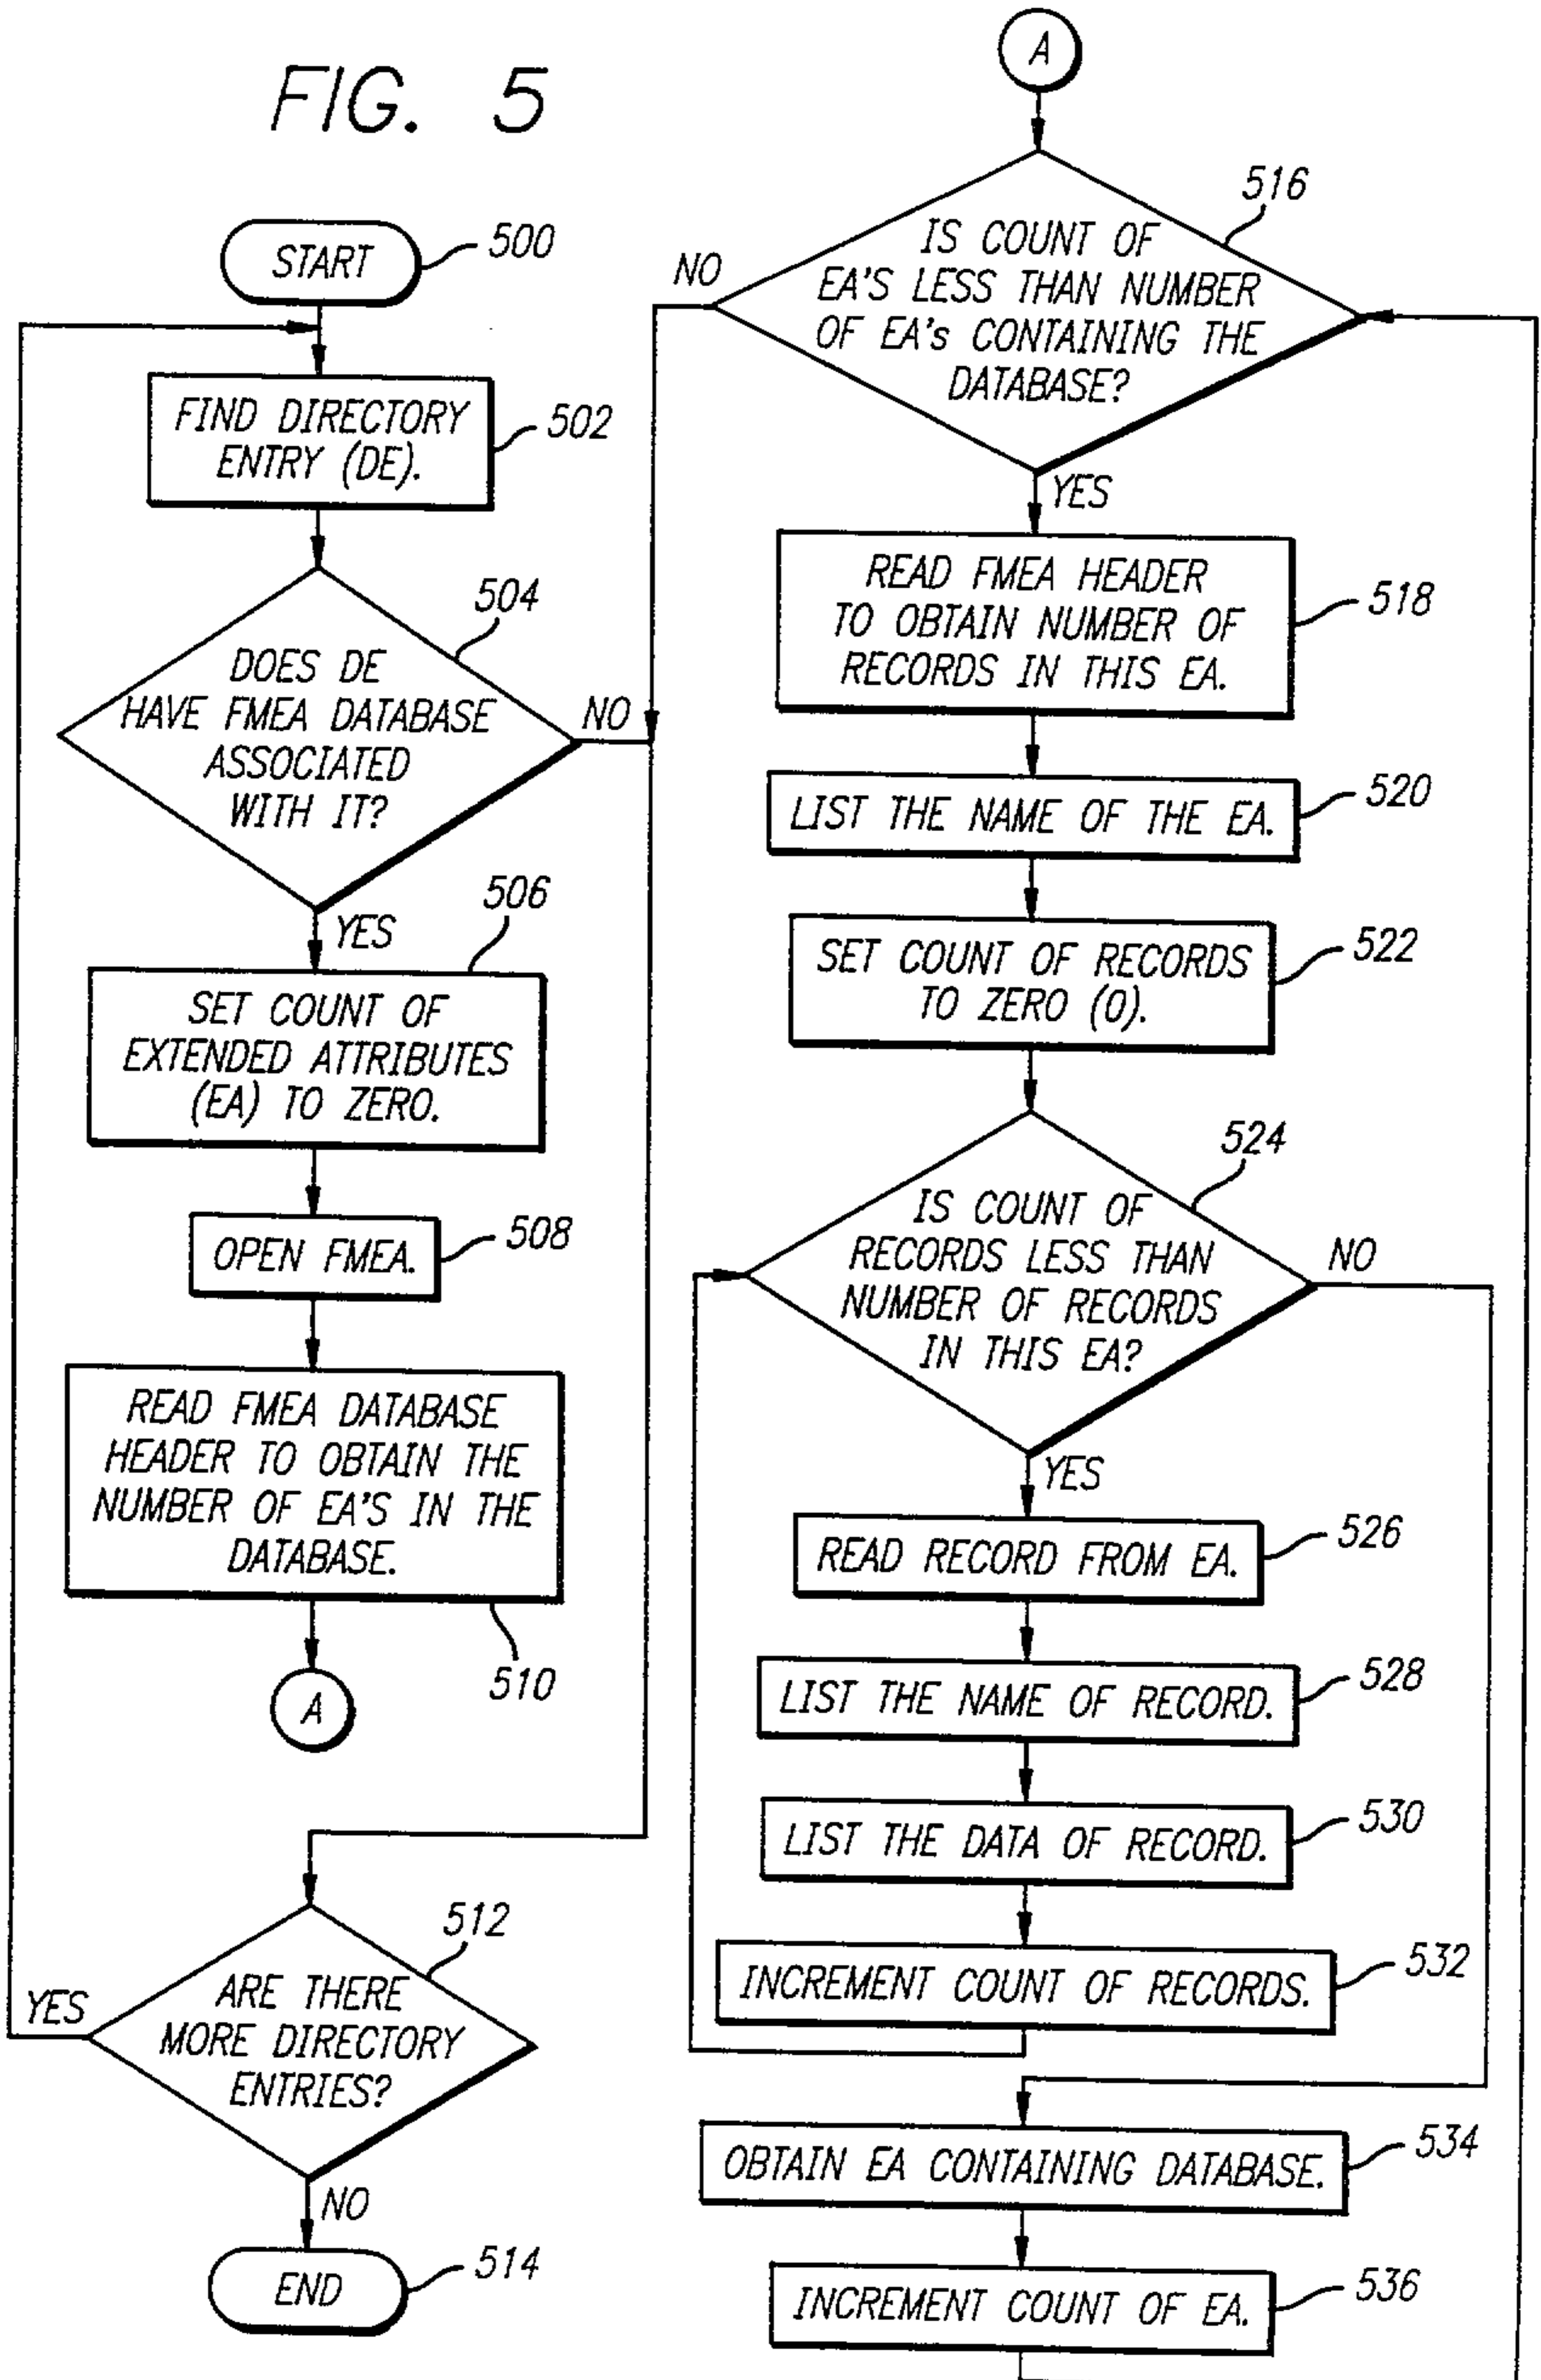 FIG. 5
START
500
FIND DIRECTORY
ENTRY (DE).
502
504
DOES DE
HAVE FMEA DATABASE
ASSOCIATED
WITH IT?
NO
YES
506
SET COUNT OF
EXTENDED ATTRIBUTES
(EA) TO ZERO.
OPEN FMEA.
508
READ FMEA DATABASE
HEADER TO OBTAIN THE
NUMBER OF EA'S IN THE
DATABASE.
510
A
512
ARE THERE
MORE DIRECTORY
ENTRIES?
YES
NO
END
514
A
516
IS COUNT OF
EA'S LESS THAN NUMBER
OF EA's CONTAINING THE
DATABASE?
NO
YES
READ FMEA HEADER
TO OBTAIN NUMBER OF
RECORDS IN THIS EA.
518
LIST THE NAME OF THE EA.
520
SET COUNT OF RECORDS
TO ZERO (0).
522
524
IS COUNT OF
RECORDS LESS THAN
NUMBER OF RECORDS
IN THIS EA?
NO
YES
READ RECORD FROM EA.
526
LIST THE NAME OF RECORD.
528
LIST THE DATA OF RECORD.
530
INCREMENT COUNT OF RECORDS.
532
OBTAIN EA CONTAINING DATABASE.
534
INCREMENT COUNT OF EA.
536